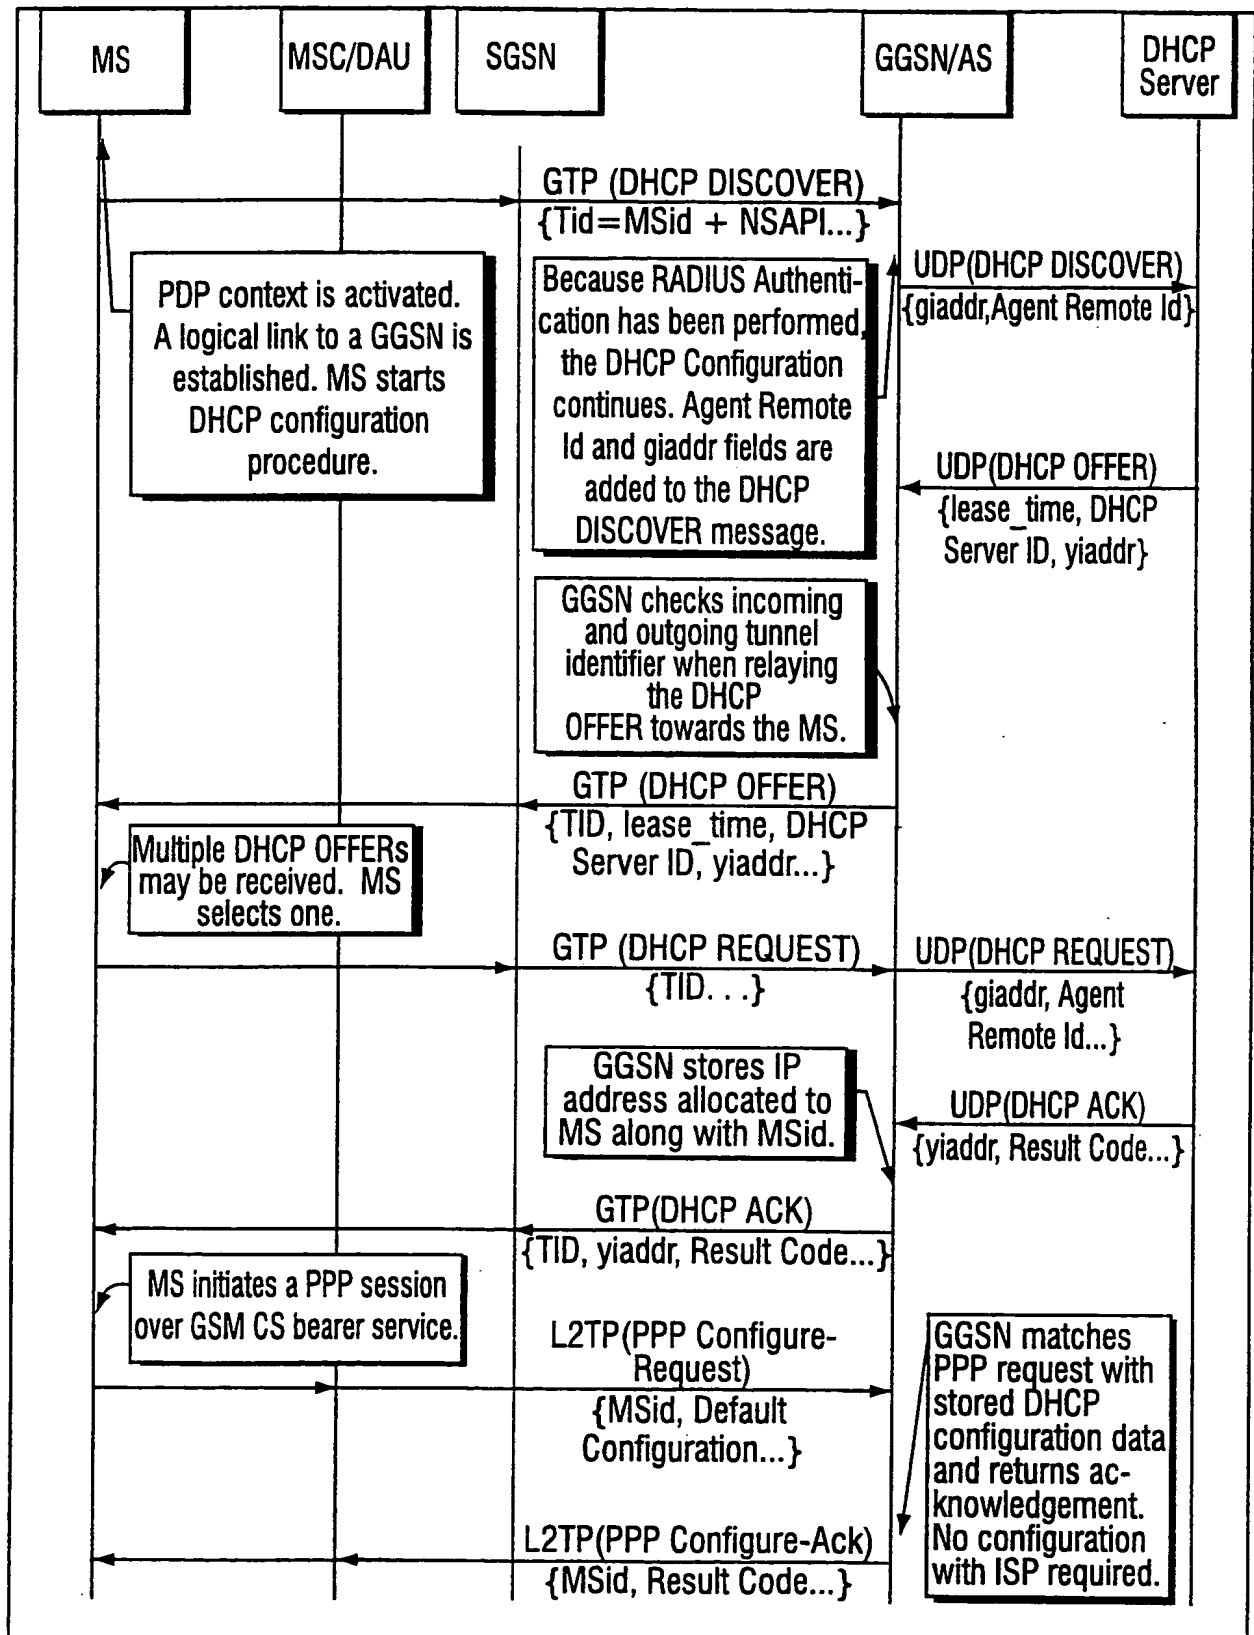 MS
MSC/DAU
SGSN
GGSN/AS
DHCP
Server
GTP (DHCP DISCOVER)
{Tid=MSid + NSAPI...}
PDP context is activated.
A logical link to a GGSN is
established. MS starts
DHCP configuration
procedure.
Because RADIUS Authenti-
cation has been performed,
the DHCP Configuration
continues. Agent Remote
Id and giaddr fields are
added to the DHCP
DISCOVER message.
UDP(DHCP DISCOVER)
{giaddr,Agent Remote Id}
UDP(DHCP OFFER)
{lease_time, DHCP
Server ID, yiaddr}
GGSN checks incoming
and outgoing tunnel
identifier when relaying
the DHCP
OFFER towards the MS.
GTP (DHCP OFFER)
{TID, lease_time, DHCP
Server ID, yiaddr...}
Multiple DHCP OFFERs
may be received. MS
selects one.
GTP (DHCP REQUEST)
{TID. . .}
UDP(DHCP REQUEST)
{giaddr, Agent
Remote Id...}
GGSN stores IP
address allocated to
MS along with MSid.
UDP(DHCP ACK)
{yiaddr, Result Code...}
GTP(DHCP ACK)
{TID, yiaddr, Result Code...}
MS initiates a PPP session
over GSM CS bearer service.
L2TP(PPP Configure-
Request)
{MSid, Default
Configuration...}
GGSN matches
PPP request with
stored DHCP
configuration data
and returns ac-
knowledgement.
No configuration
with ISP required.
L2TP(PPP Configure-Ack)
{MSid, Result Code...}